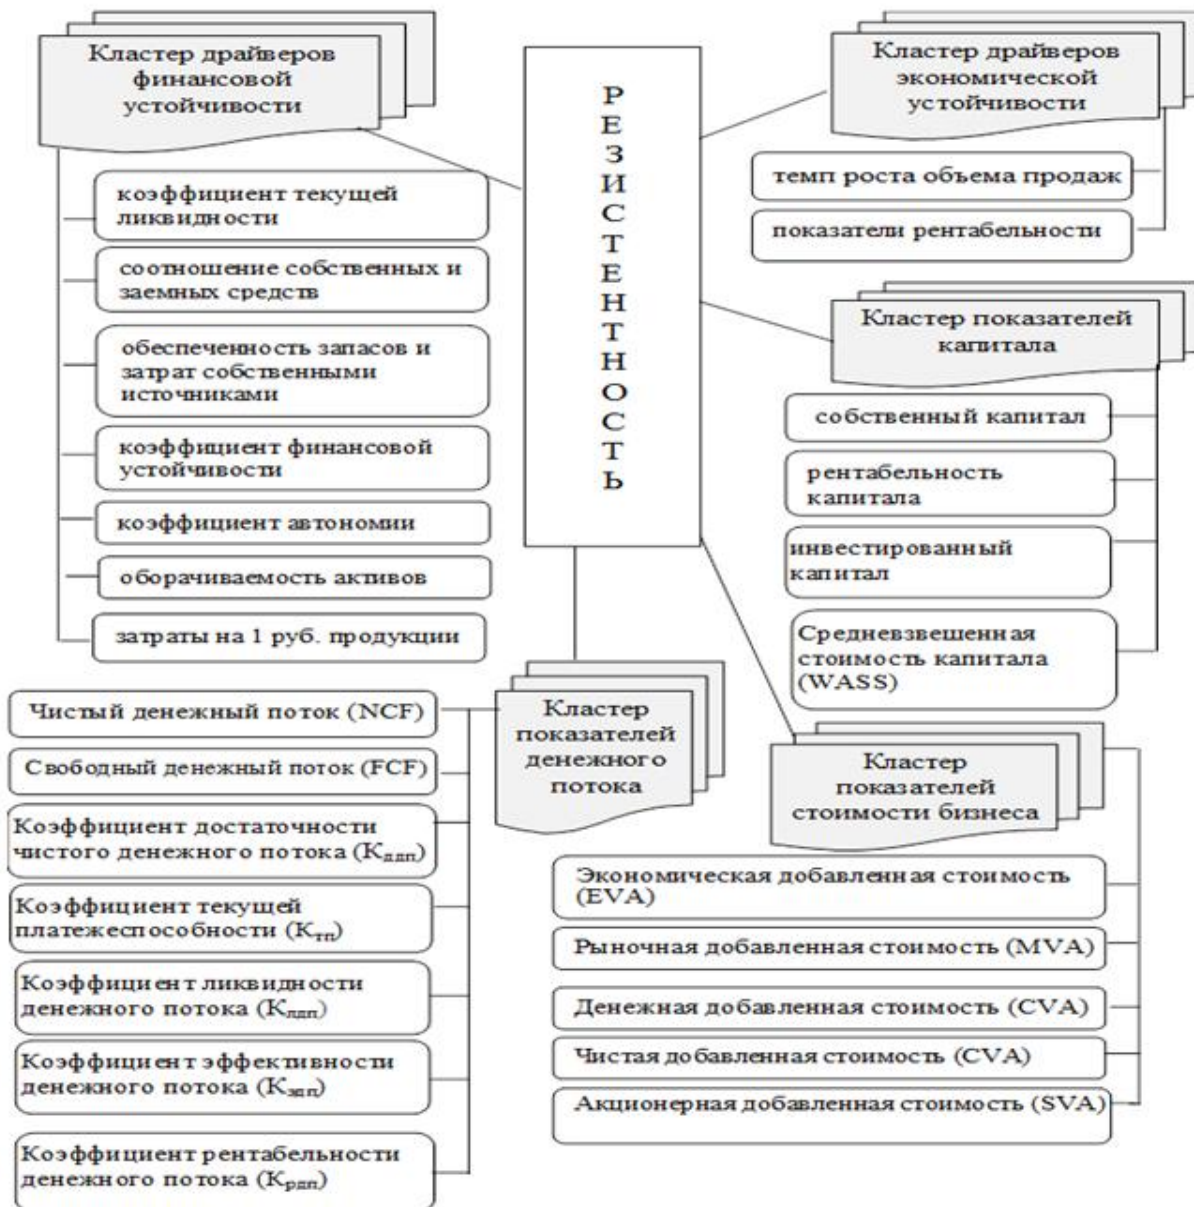 Кластер драйверов
финансовой
устойчивости
коэффициент текущей
ликвидности
соотношение собственных и
заемных средств
обеспеченность запасов и
затрат собственными
источниками
коэффициент финансовой
устойчивости
коэффициент автономии
оборачиваемость активов
затраты на 1 руб. продукции
Р
Е
З
И
С
Т
Е
Н
Т
Н
О
С
Т
Ь
Кластер драйверов
экономической
устойчивости
темп роста объема продаж
показатели рентабельности
Кластер показателей
капитала
собственный капитал
рентабельность
капитала
инвестированный
капитал
Средневзвешенная
стоимость капитала
(WASS)
Кластер
показателей
денежного
потока
Чистый денежный поток (NCF)
Свободный денежный поток (FCF)
Коэффициент достаточности
чистого денежного потока (Кддп)
Коэффициент текущей
платежеспособности (Ктп)
Коэффициент ликвидности
денежного потока (Клдп)
Коэффициент эффективности
денежного потока (Кэдп)
Коэффициент рентабельности
денежного потока (Крдп)
Кластер
показателей
стоимости бизнеса
Экономическая добавленная стоимость
(EVA)
Рыночная добавленная стоимость (MVA)
Денежная добавленная стоимость (CVA)
Чистая добавленная стоимость (CVA)
Акционерная добавленная стоимость (SVA)